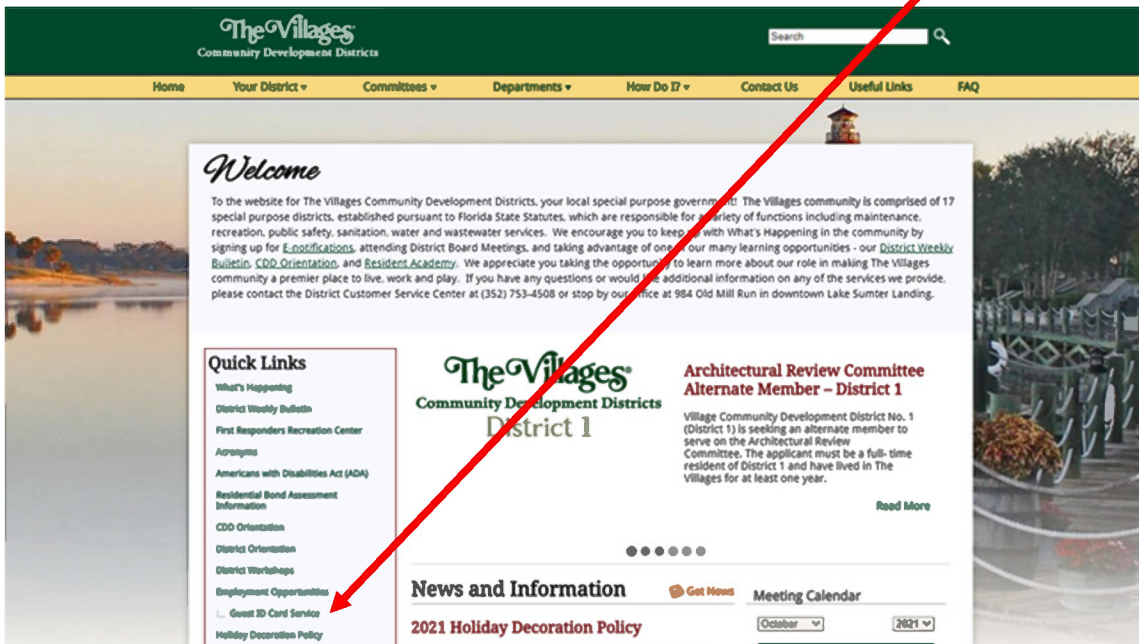 The Villages®
Community Development Districts
Search
Home Your District Committees Departments How Do I? Contact Us Useful Links FAQ
Welcome
To the website for The Villages Community Development Districts, your local special purpose government! The Villages community is comprised of 17
special purpose districts, established pursuant to Florida State Statutes, which are responsible for a variety of functions including maintenance,
recreation, public safety, sanitation, water and wastewater services. We encourage you to keep up with What's Happening in the community by
signing up for E-notifications, attending District Board Meetings, and taking advantage of one of our many learning opportunities - our District Weekly
Bulletin, CDD Orientation, and Resident Academy. We appreciate you taking the opportunity to learn more about our role in making The Villages
community a premier place to live, work and play. If you have any questions or would like additional information on any of the services we provide,
please contact the District Customer Service Center at (352) 753-4508 or stop by our office at 984 Old Mill Run in downtown Lake Sumter Landing.
Quick Links
What's Happening
District Weekly Bulletin
First Responders Recreation Center
Acronyms
Americans with Disabilities Act (ADA)
Residential Bond Assessment
Information
CDD Orientation
District Orientation
District Workshops
Employment Opportunities
Guest ID Card Service
Holiday Decoration Policy
The Villages®
Community Development Districts
District 1
Architectural Review Committee
Alternate Member – District 1
Village Community Development District No. 1
(District 1) is seeking an alternate member to
serve on the Architectural Review
Committee. The applicant must be a full- time
resident of District 1 and have lived in The
Villages for at least one year.
Read More
News and Information
Get News
2021 Holiday Decoration Policy
Meeting Calendar
October 2021